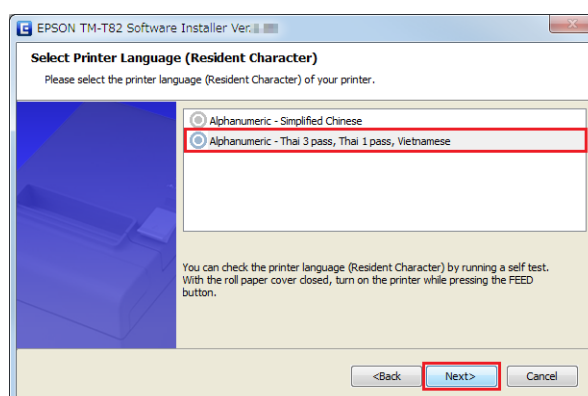 EPSON TM-T82 Software Installer Ver.
Select Printer Language (Resident Character)
Please select the printer language (Resident Character) of your printer.
Alphanumeric - Simplified Chinese
Alphanumeric - Thai 3 pass, Thai 1 pass, Vietnamese
You can check the printer language (Resident Character) by running a self test.
With the roll paper cover closed, turn on the printer while pressing the FEED
button.
<Back Next> Cancel